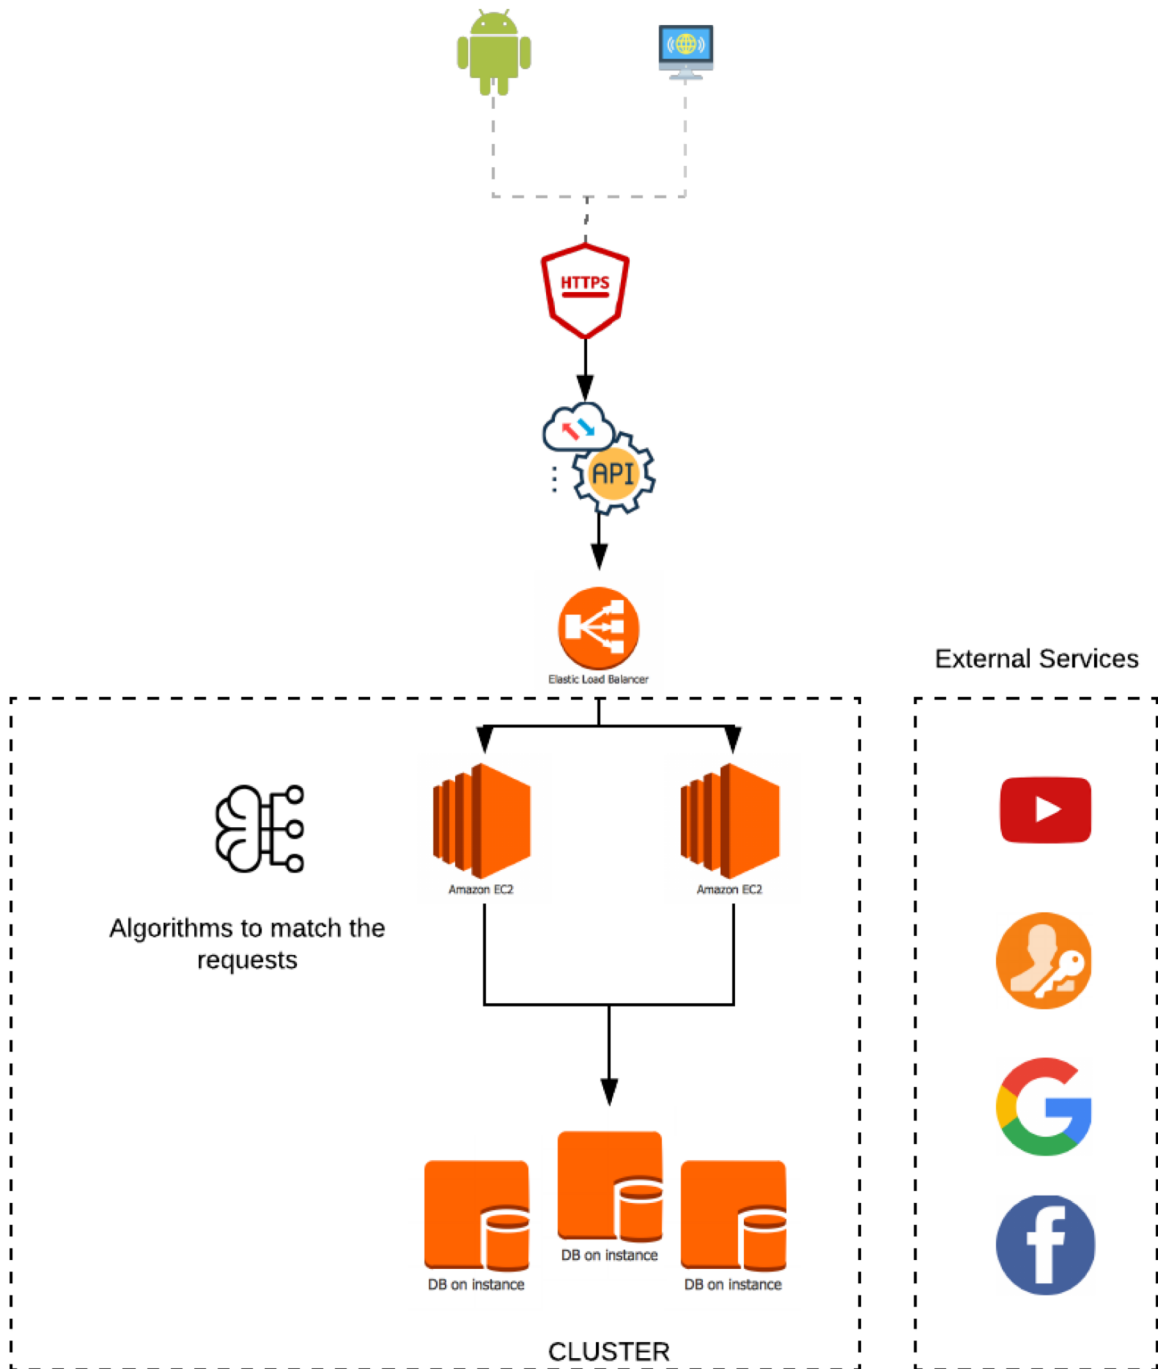 HTTPS
API
Elastic Load Balancer
External Services
Amazon EC2
Amazon EC2
Algorithms to match the
requests
DB on instance
DB on instance
DB on instance
CLUSTER